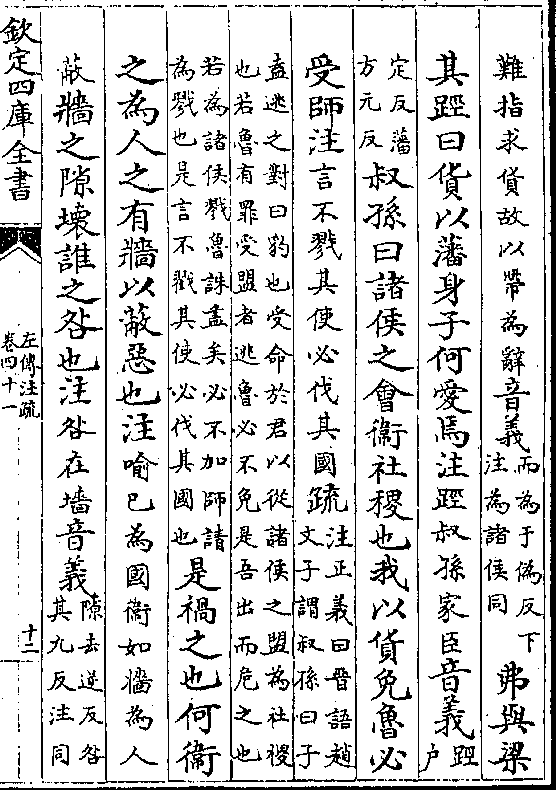 難指求貨故以帶為辭音義而為于偽反下注為諸侯同弗與梁
其踁曰貨以藩身子何愛焉注踁叔孫家臣音義踁户
定反藩方元反叔孫曰諸侯之會衞社稷也我以貨免魯必
受師注言不戮其使必伐其國疏注正義曰晉語趙文子謂叔孫曰子
盍逃之對曰豹也受命於君以從諸侯之盟為社稷也若魯有罪受盟者逃魯必不免是吾出而危之也
若為諸侯戮魯誅盡矣必不加師請為戮也是言不戮其使必伐其國也是禍之也何衞
之為人之有牆以蔽惡也注喻已為國衞如牆為人
蔽牆之隙壞誰之咎也注咎在墻音義隙去逆反咎其九反注同
欽定四庫全書
左傳注疏
卷四十一
十二